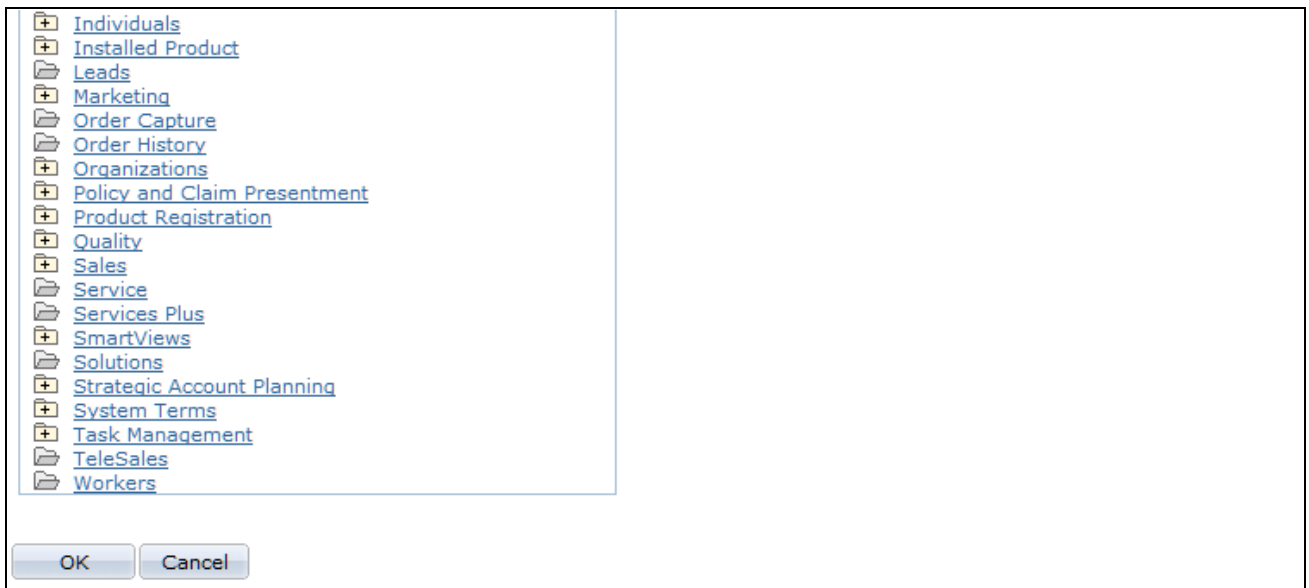 Individuals
Installed Product
Leads
Marketing
Order Capture
Order History
Organizations
Policy and Claim Presentment
Product Registration
Quality
Sales
Service
Services Plus
SmartViews
Solutions
Strategic Account Planning
System Terms
Task Management
TeleSales
Workers
OK Cancel